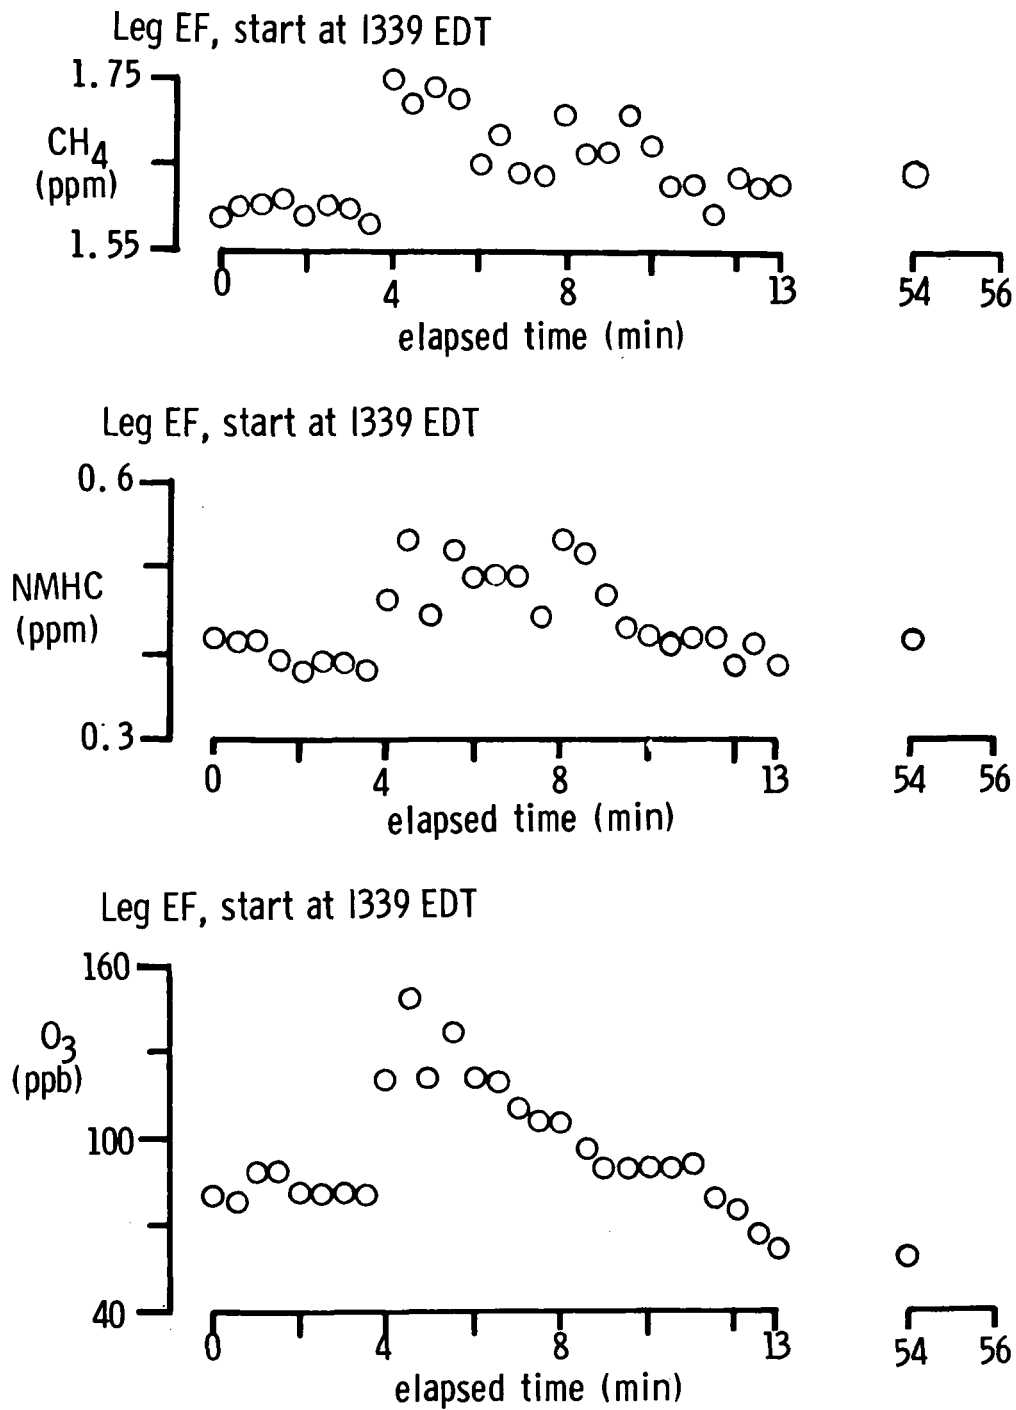 Leg EF, start at 1339 EDT
1.75
CH4
(ppm)
1.55
0 4 8 13 54 56
elapsed time (min)
Leg EF, start at 1339 EDT
0.6
NMHC
(ppm)
0.3
0 4 8 13 54 56
elapsed time (min)
Leg EF, start at 1339 EDT
160
O3
(ppb)
100
40
0 4 8 13 54 56
elapsed time (min)